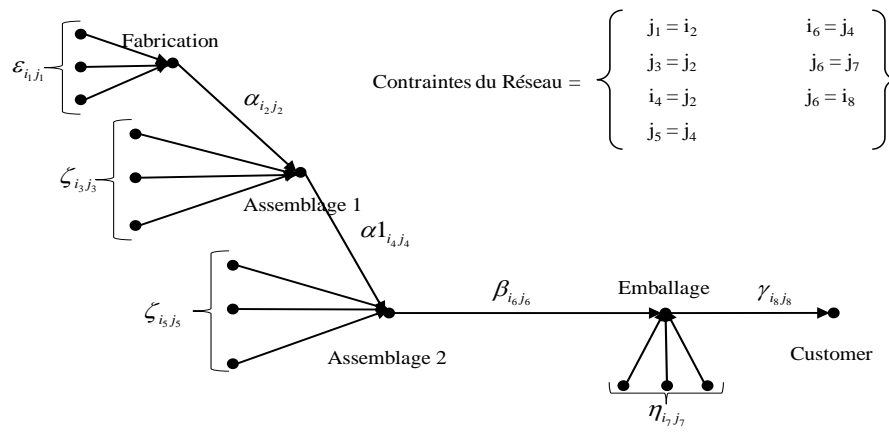 Fabrication
ε_{i₁j₁}
α_{i₂j₂}
Contraintes du Réseau =
j₁ = i₂
i₆ = j₄
j₃ = j₂
j₆ = j₇
i₄ = j₂
j₆ = i₈
j₅ = j₄
ζ_{i₃j₃}
Assemblage 1
α1_{i₄j₄}
ζ_{i₅j₅}
β_{i₆j₆}
Emballage
γ_{i₈j₈}
Assemblage 2
Customer
η_{i₇j₇}